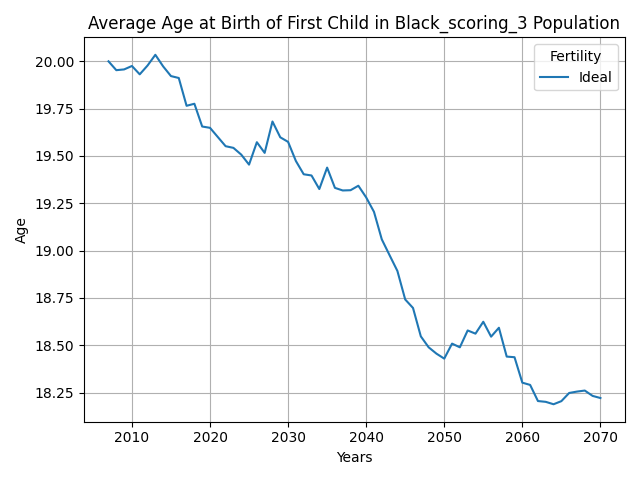 Average Age at Birth of First Child in Black_scoring_3 Population
Fertility
Ideal
Age
20.00
19.75
19.50
19.25
19.00
18.75
18.50
18.25
2010 2020 2030 2040 2050 2060 2070
Years